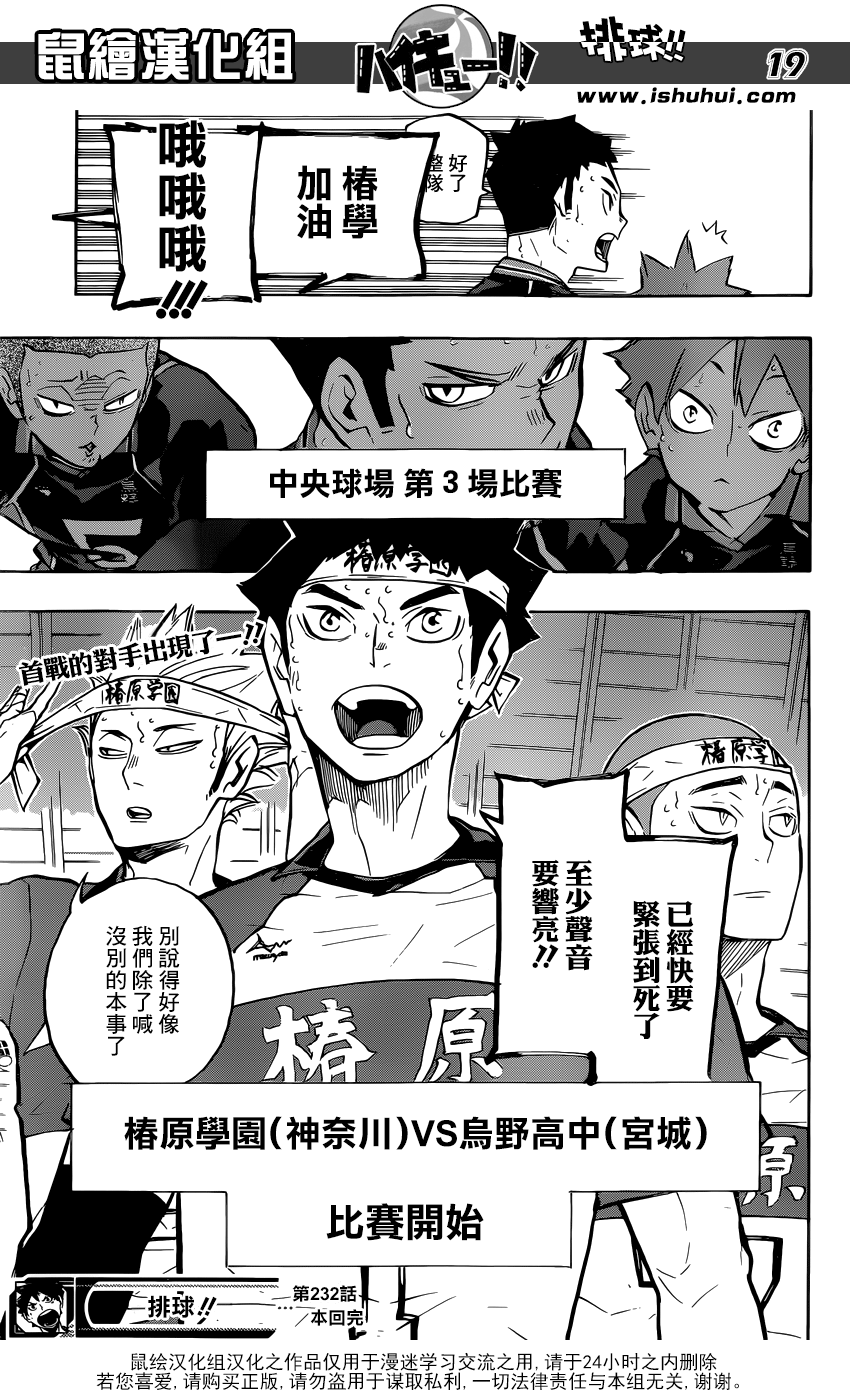 鼠繪漢化組
ハイキュー!!
排球!!
19
www.ishuhui.com
好了
整隊
椿學
加油
哦哦哦!!!
中央球場 第3場比賽
椿原学園
首戰的對手出現了—!!
椿原学園
椿原学園
已經快要
緊張到死了
至少聲音
要響亮!!
別說得好像
我們除了喊
沒別的本事了
椿原
原
椿原學園(神奈川)VS烏野高中(宮城)
比賽開始
排球!!
第232話
本回完
鼠绘汉化组汉化之作品仅用于漫迷学习交流之用, 请于24小时之内删除
若您喜爱, 请购买正版, 请勿用于谋取私利, 一切法律责任与本组无关, 谢谢。